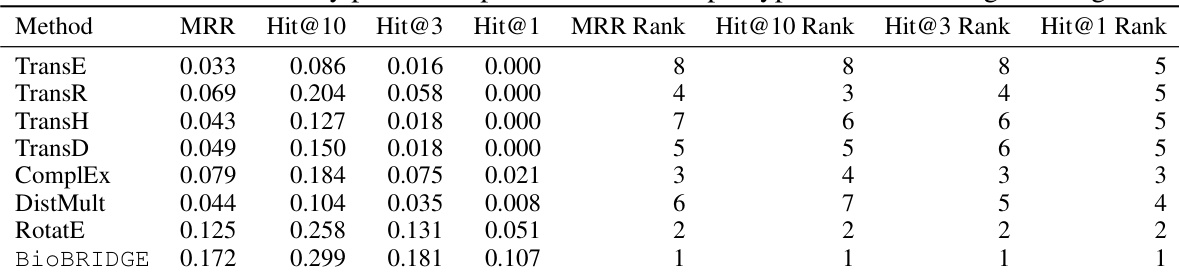 Method MRR Hit@10 Hit@3 Hit@1 MRR Rank Hit@10 Rank Hit@3 Rank Hit@1 Rank
TransE 0.033 0.086 0.016 0.000 8 8 8 5
TransR 0.069 0.204 0.058 0.000 4 3 4 5
TransH 0.043 0.127 0.018 0.000 7 6 6 5
TransD 0.049 0.150 0.018 0.000 5 5 6 5
ComplEx 0.079 0.184 0.075 0.021 3 4 3 3
DistMult 0.044 0.104 0.035 0.008 6 7 5 4
RotatE 0.125 0.258 0.131 0.051 2 2 2 2
BioBRIDGE 0.172 0.299 0.181 0.107 1 1 1 1